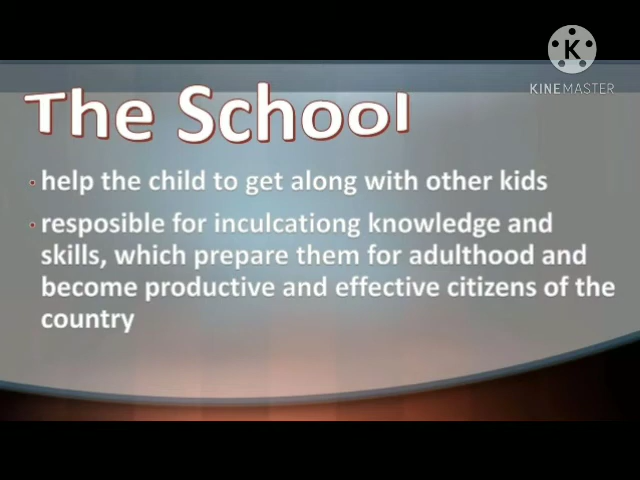 KINEMASTER
The School
help the child to get along with other kids
resposible for inculcationg knowledge and
skills, which prepare them for adulthood and
become productive and effective citizens of the
country